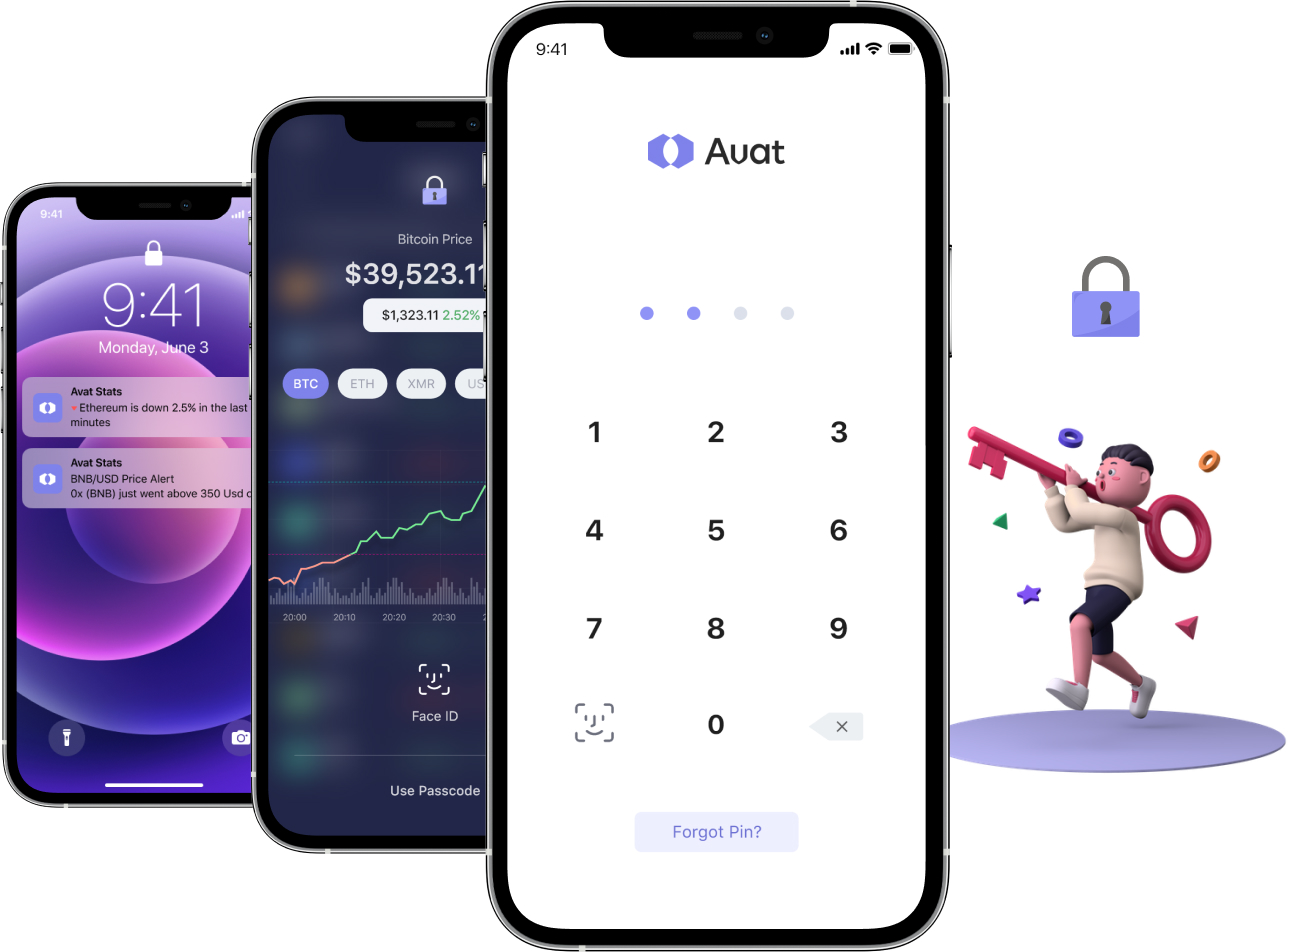 9:41
9:41
Monday, June 3
Avat Stats
Ethereum is down 2.5% in the last
minutes
Avat Stats
BNB/USD Price Alert
0x (BNB) just went above 350 Usd
Bitcoin Price
$39,523.11
$1,323.11 2.52%
BTC ETH XMR US
20:00 20:10 20:20 20:30
Face ID
Use Passcode
9:41
Avat
1 2 3
4 5 6
7 8 9
0
Forgot Pin?